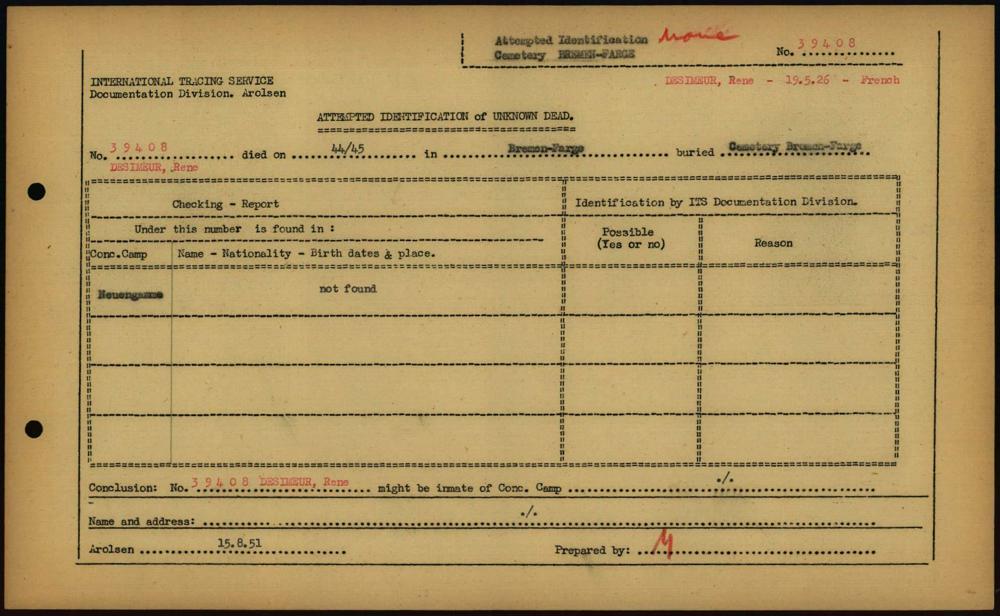 Attempted Identification
Cemetery BREMEN-FARGE
No. 39408
DESIMEUR, Rene - 19.5.26 - French
INTERNATIONAL TRACING SERVICE
Documentation Division. Arolsen
ATTEMPTED IDENTIFICATION of UNKNOWN DEAD.
No. 39408 died on 44/45 in Bremen-Farge buried Cemetery Bremen-Farge
DESIMEUR, Rene
Checking - Report
Identification by ITS Documentation Division.
Under this number is found in :
Possible
(Yes or no)
Reason
Conc.Camp
Name - Nationality - Birth dates & place.
Neuengamme
not found
Conclusion: No. 39408 DESIMEUR, Rene might be inmate of Conc. Camp ./.
Name and address: ./.
Arolsen 15.8.51
Prepared by: